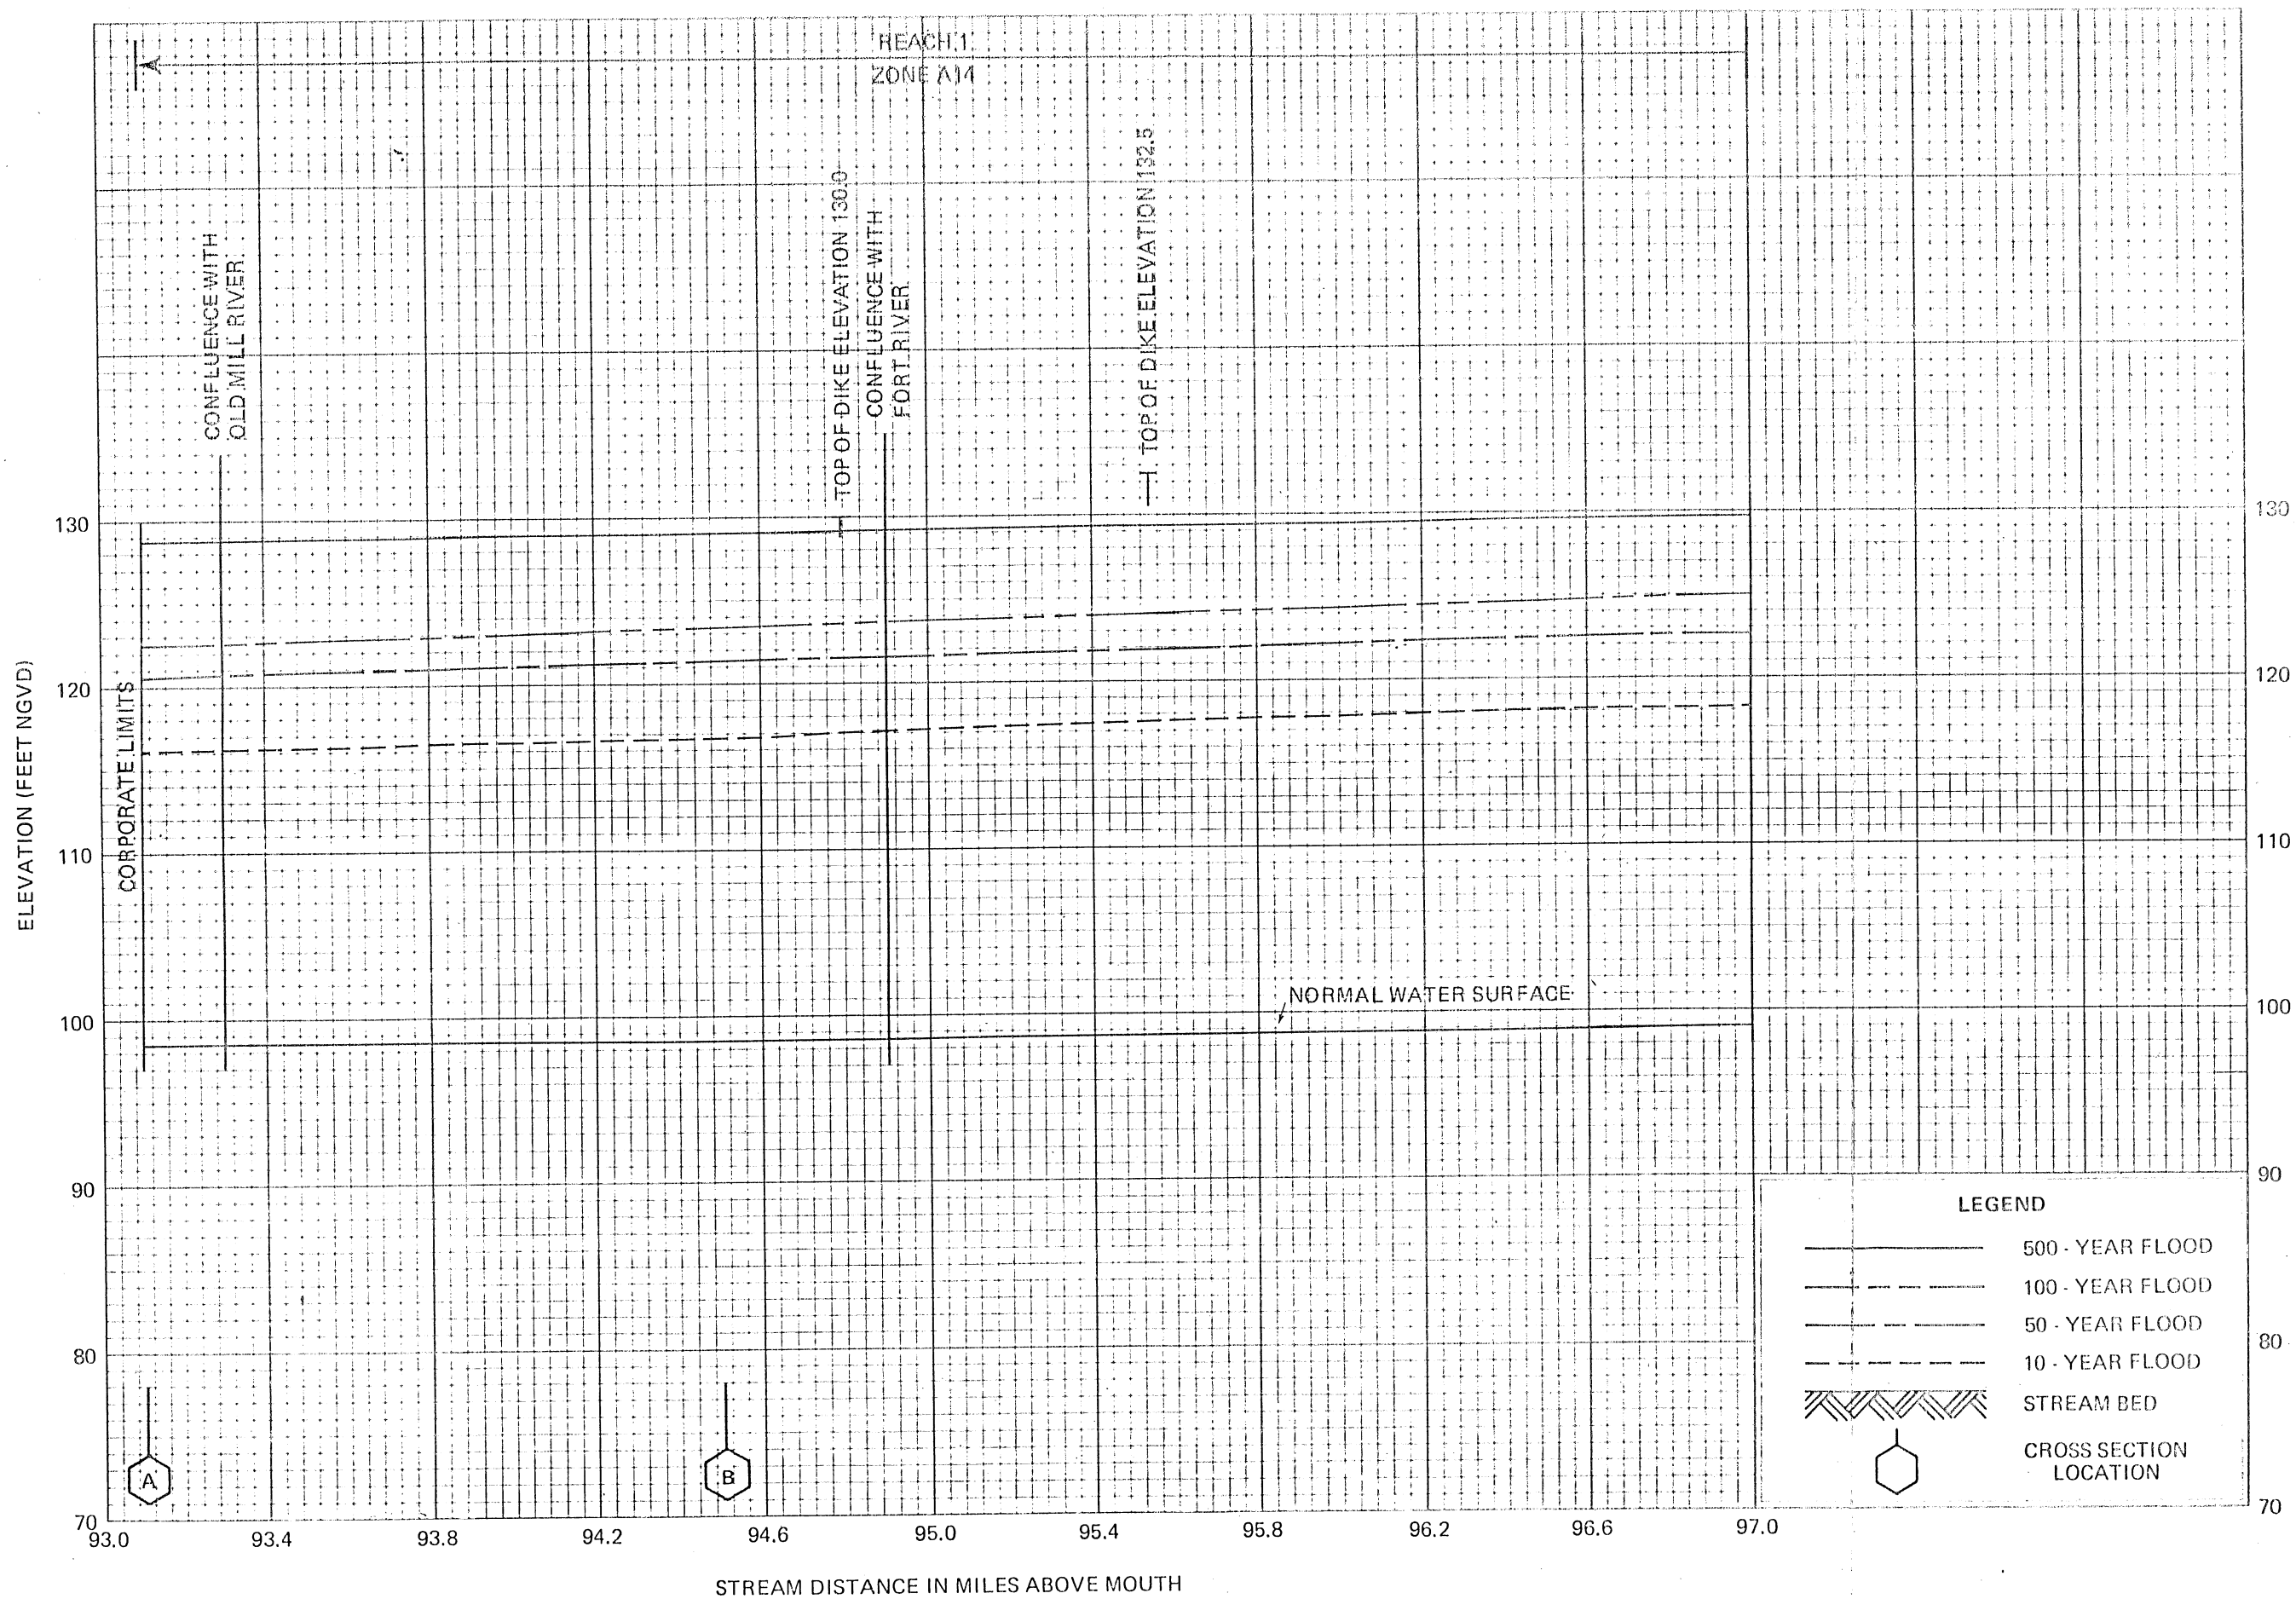 REACH 1
ZONE A14
CONFLUENCE WITH
OLD MILL RIVER
TOP OF DIKE ELEVATION 130.0
CONFLUENCE WITH
FORT RIVER
TOP OF DIKE ELEVATION 132.5
CORPORATE LIMITS
NORMAL WATER SURFACE
ELEVATION (FEET NGVD)
130
120
110
100
90
80
70
130
120
110
100
90
80
70
LEGEND
500 - YEAR FLOOD
100 - YEAR FLOOD
50 - YEAR FLOOD
10 - YEAR FLOOD
STREAM BED
CROSS SECTION
LOCATION
A
B
93.0 93.4 93.8 94.2 94.6 95.0 95.4 95.8 96.2 96.6 97.0
STREAM DISTANCE IN MILES ABOVE MOUTH